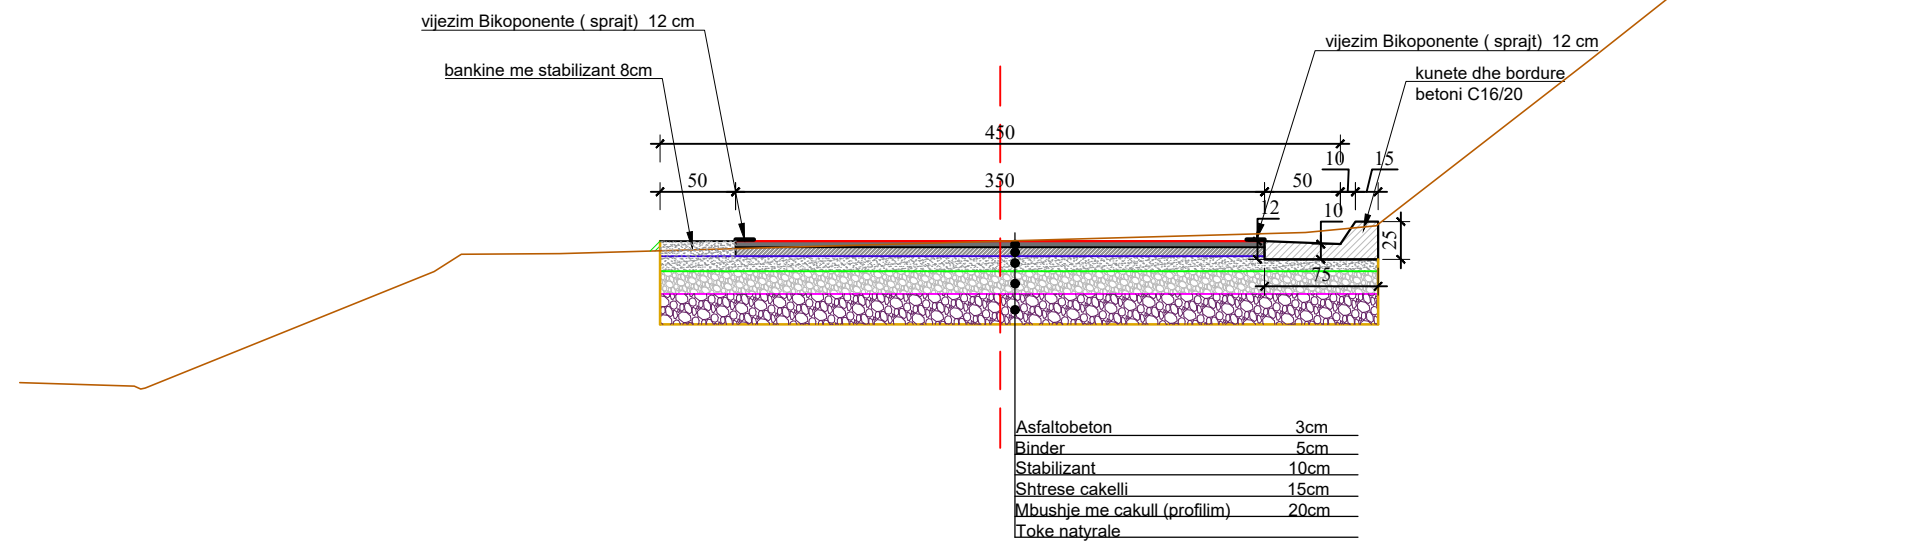 vijezim Bikoponente ( sprajt)  12 cm
vijezim Bikoponente ( sprajt)  12 cm
bankine me stabilizant 8cm
kunete dhe bordure
betoni C16/20
450
10 15
50 350 50
12 10
25
75
Asfaltobeton 3cm
Binder 5cm
Stabilizant 10cm
Shtrese cakelli 15cm
Mbushje me cakull (profilim) 20cm
Toke natyrale